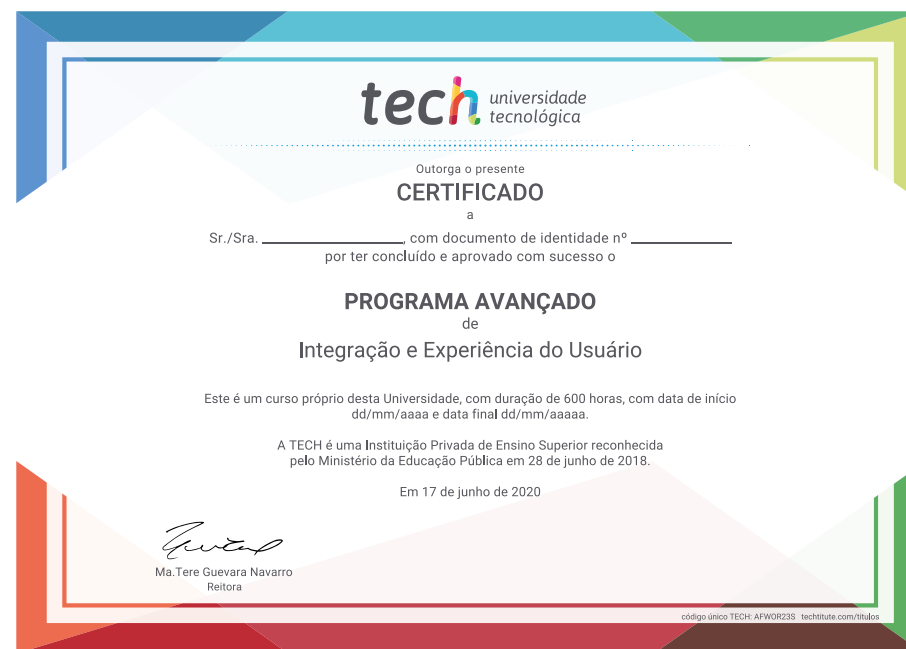 tech universidade
tecnológica
Outorga o presente
CERTIFICADO
a
Sr./Sra. ____________, com documento de identidade nº ____________
por ter concluído e aprovado com sucesso o
PROGRAMA AVANÇADO
de
Integração e Experiência do Usuário
Este é um curso próprio desta Universidade, com duração de 600 horas, com data de início
dd/mm/aaaa e data final dd/mm/aaaaa.
A TECH é uma Instituição Privada de Ensino Superior reconhecida
pelo Ministério da Educação Pública em 28 de junho de 2018.
Em 17 de junho de 2020
Ma.Tere Guevara Navarro
Reitora
código único TECH: AFWOR23S techtitute.com/titulos